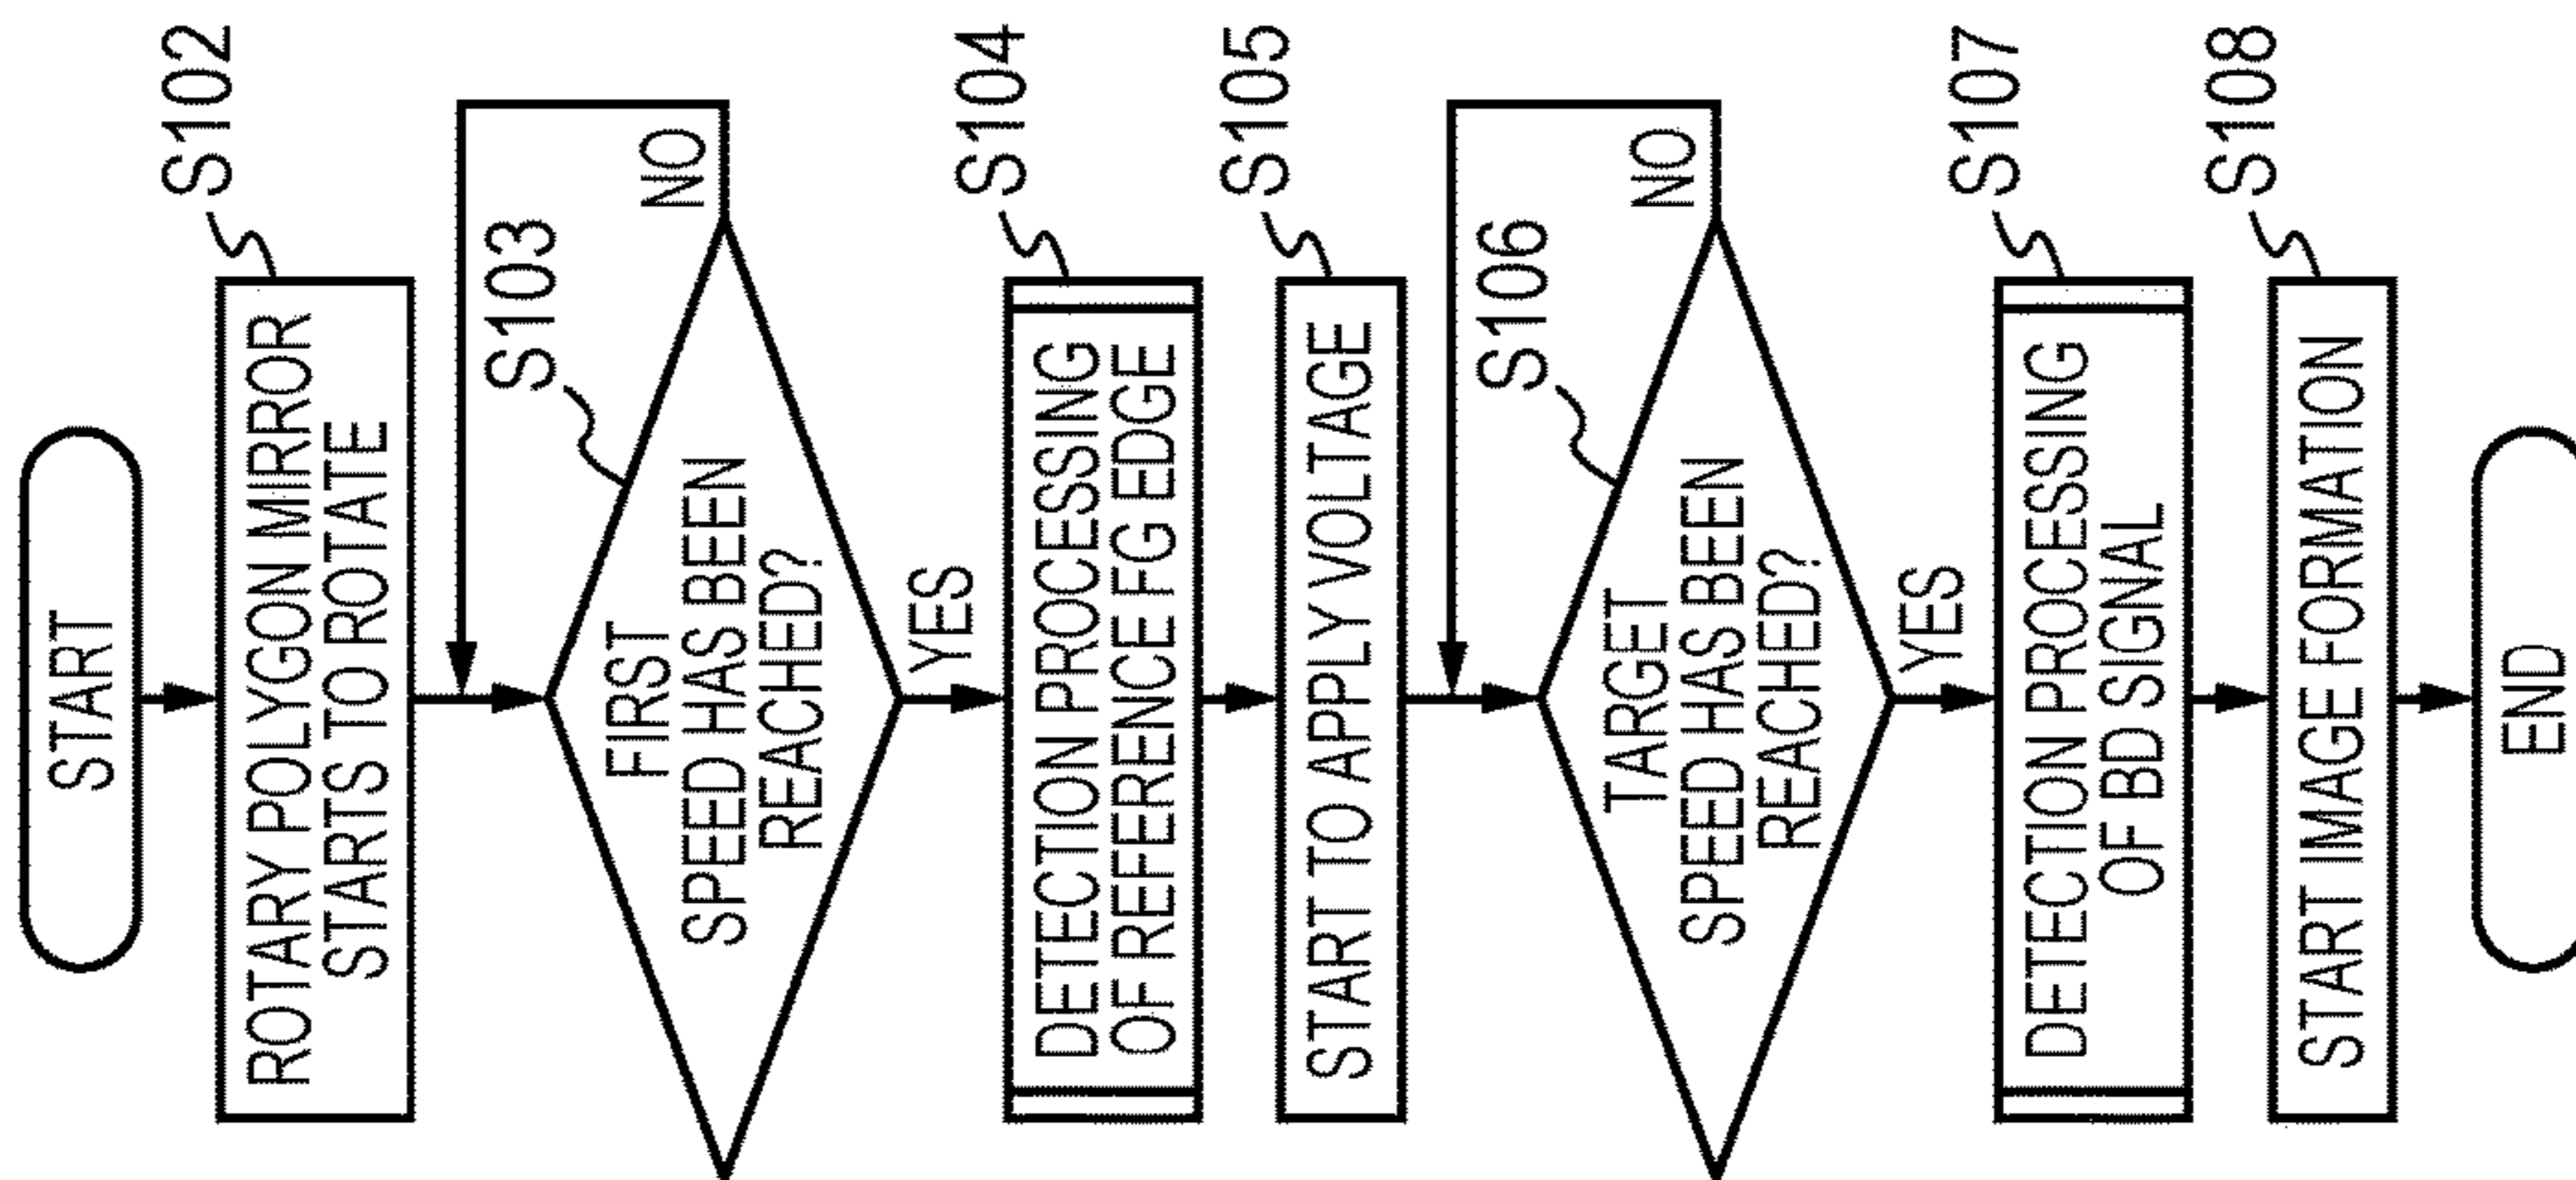 START
S102
ROTARY POLYGON MIRROR
STARTS TO ROTATE
S103
NO
FIRST
SPEED HAS BEEN
REACHED?
YES
S104
DETECTION PROCESSING
OF REFERENCE FG EDGE
S105
START TO APPLY VOLTAGE
S106
NO
TARGET
SPEED HAS BEEN
REACHED?
YES
S107
DETECTION PROCESSING
OF BD SIGNAL
S108
START IMAGE FORMATION
END